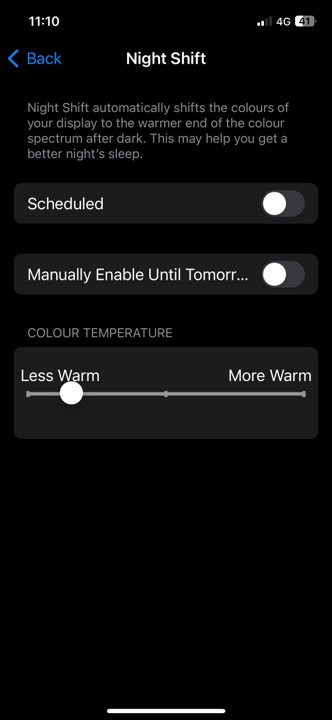 11:10
4G
41
Back
Night Shift
Night Shift automatically shifts the colours of
your display to the warmer end of the colour
spectrum after dark. This may help you get a
better night's sleep.
Scheduled
Manually Enable Until Tomorr...
COLOUR TEMPERATURE
Less Warm
More Warm